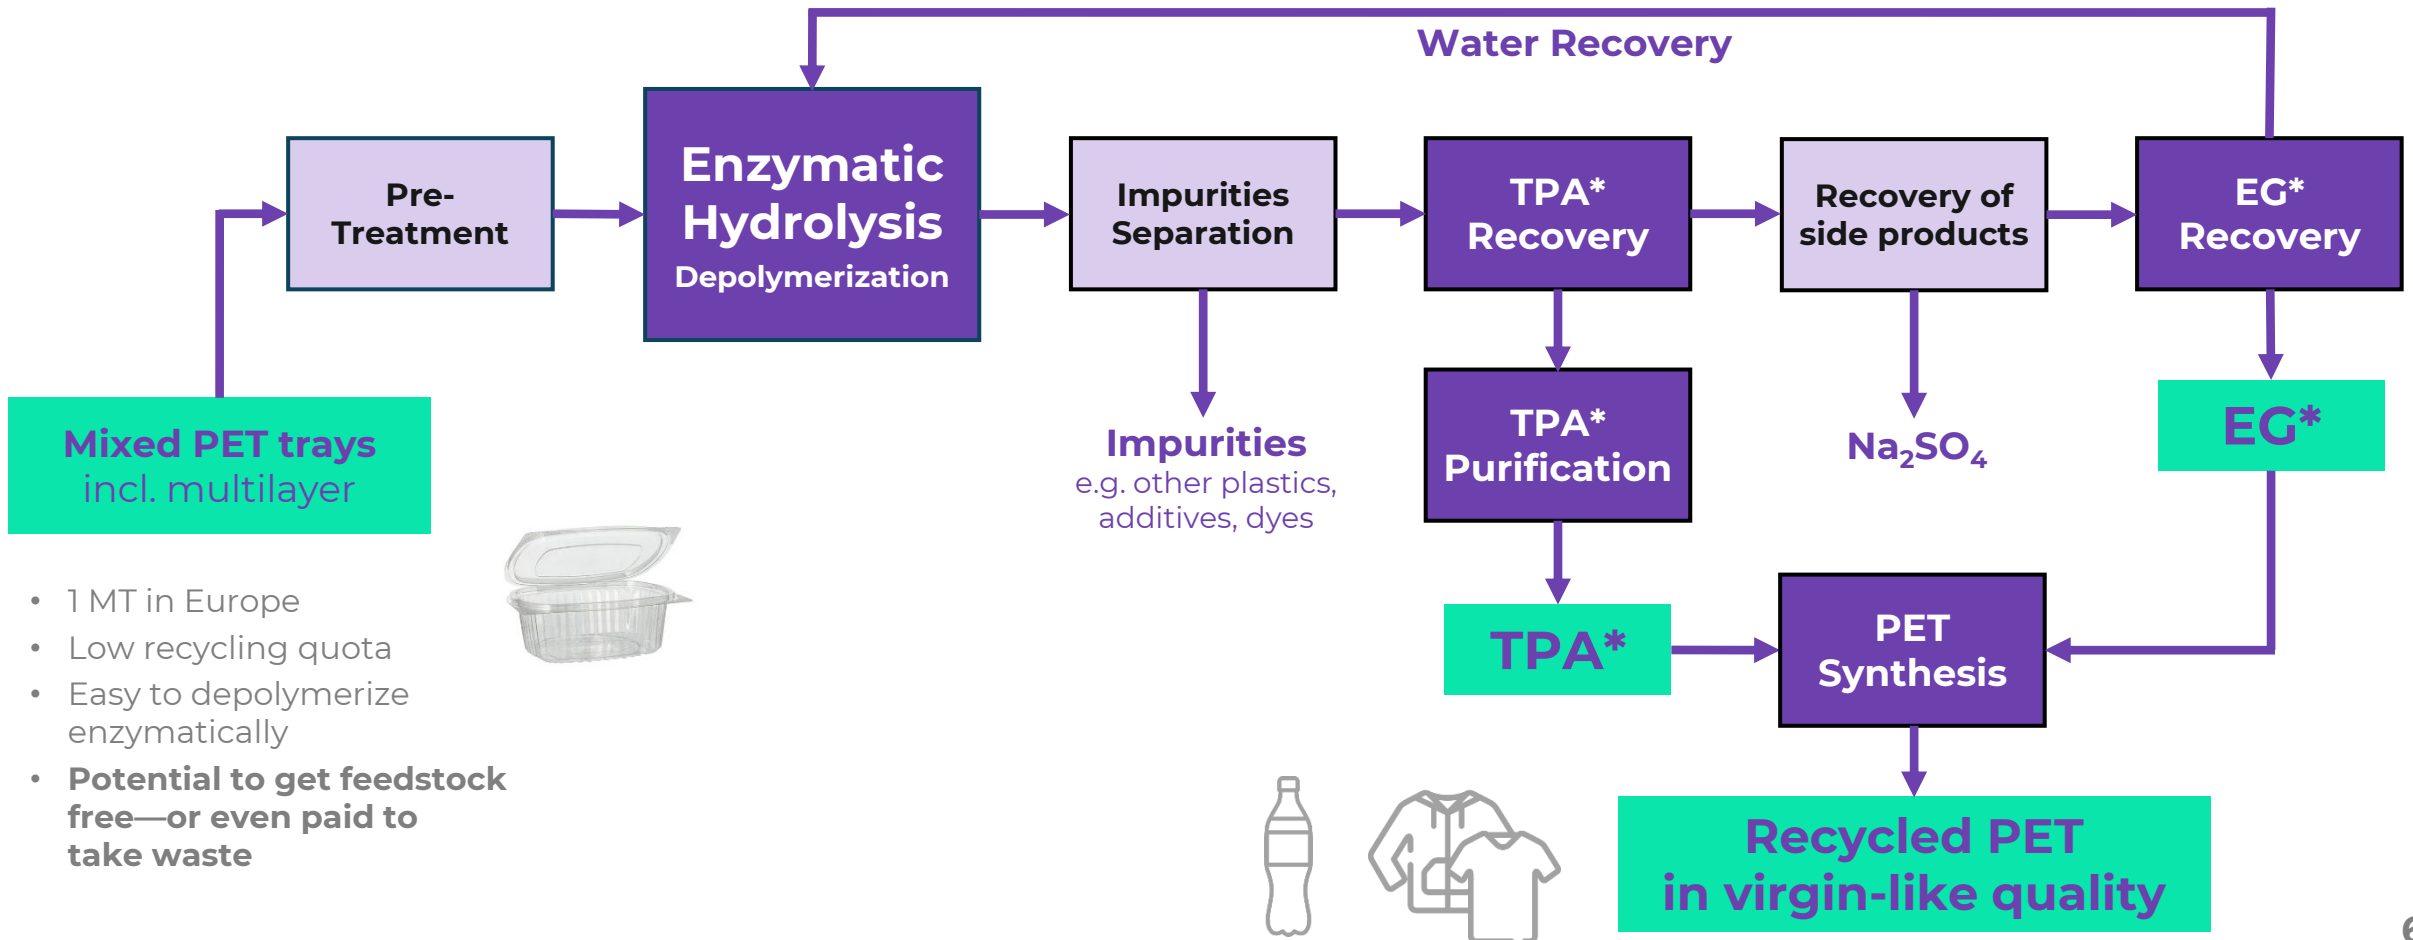 Water Recovery
Pre-
Treatment
Enzymatic
Hydrolysis
Depolymerization
Impurities
Separation
TPA*
Recovery
Recovery of
side products
EG*
Recovery
Mixed PET trays
incl. multilayer
Impurities
e.g. other plastics,
additives, dyes
TPA*
Purification
Na₂SO₄
EG*
• 1 MT in Europe
• Low recycling quota
• Easy to depolymerize
enzymatically
• Potential to get feedstock
free—or even paid to
take waste
TPA*
PET
Synthesis
Recycled PET
in virgin-like quality